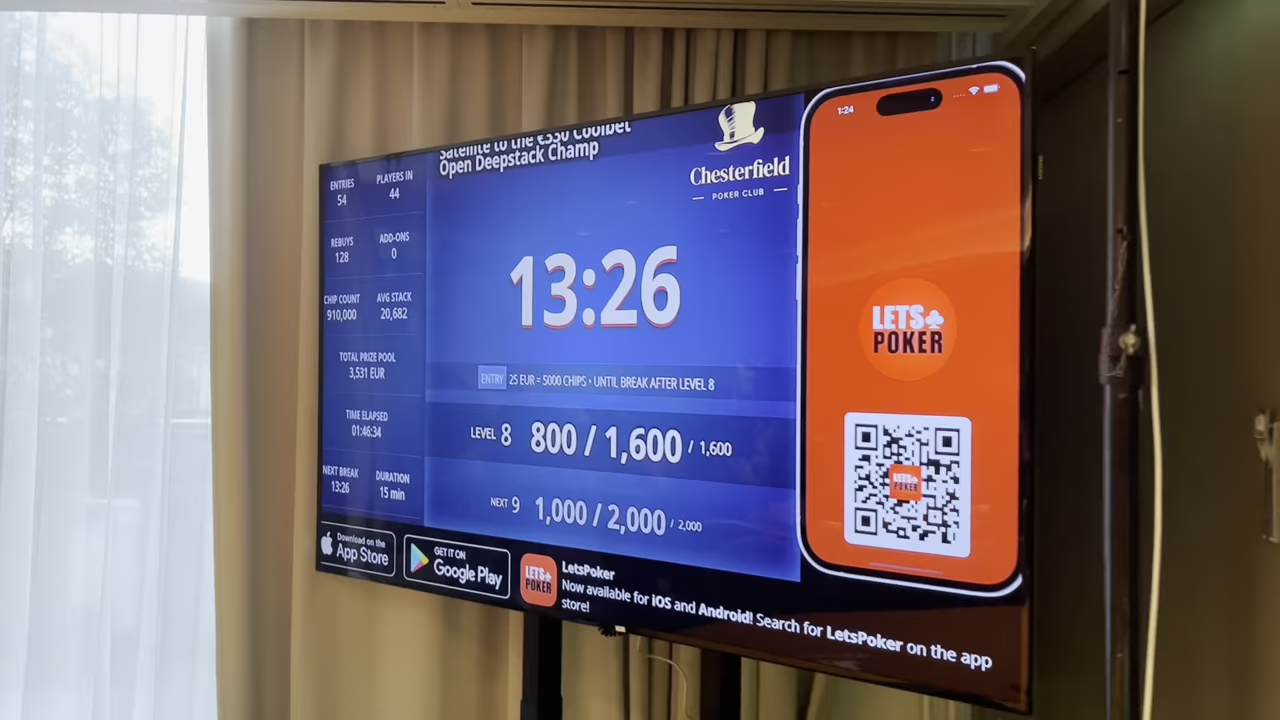 Satellite to the €330 Coolbet
Open Deepstack Champ
Chesterfield
POKER CLUB
ENTRIES
54
PLAYERS IN
44
REBUYS
128
ADD-ONS
0
CHIP COUNT
910,000
AVG STACK
20,682
TOTAL PRIZE POOL
3,531 EUR
TIME ELAPSED
01:46:34
NEXT BREAK
13:26
DURATION
15 min
13:26
ENTRY 25 EUR = 5000 CHIPS • UNTIL BREAK AFTER LEVEL 8
LEVEL 8 800 / 1,600 / 1,600
NEXT 9 1,000 / 2,000 / 2,000
1:24
LETS
POKER
LETS
POKER
Download on the
App Store
GET IT ON
Google Play
LETS
POKER
LetsPoker
Now available for iOS and Android! Search for LetsPoker on the app
store!